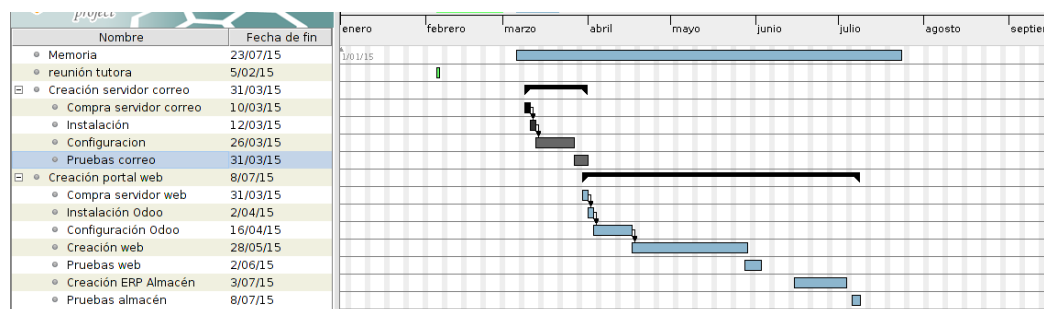 project
enero febrero marzo abril mayo junio julio agosto septie
Nombre Fecha de fin
1/01/15
Memoria 23/07/15
reunión tutora 5/02/15
Creación servidor correo 31/03/15
Compra servidor correo 10/03/15
Instalación 12/03/15
Configuracion 26/03/15
Pruebas correo 31/03/15
Creación portal web 8/07/15
Compra servidor web 31/03/15
Instalación Odoo 2/04/15
Configuración Odoo 16/04/15
Creación web 28/05/15
Pruebas web 2/06/15
Creación ERP Almacén 3/07/15
Pruebas almacén 8/07/15